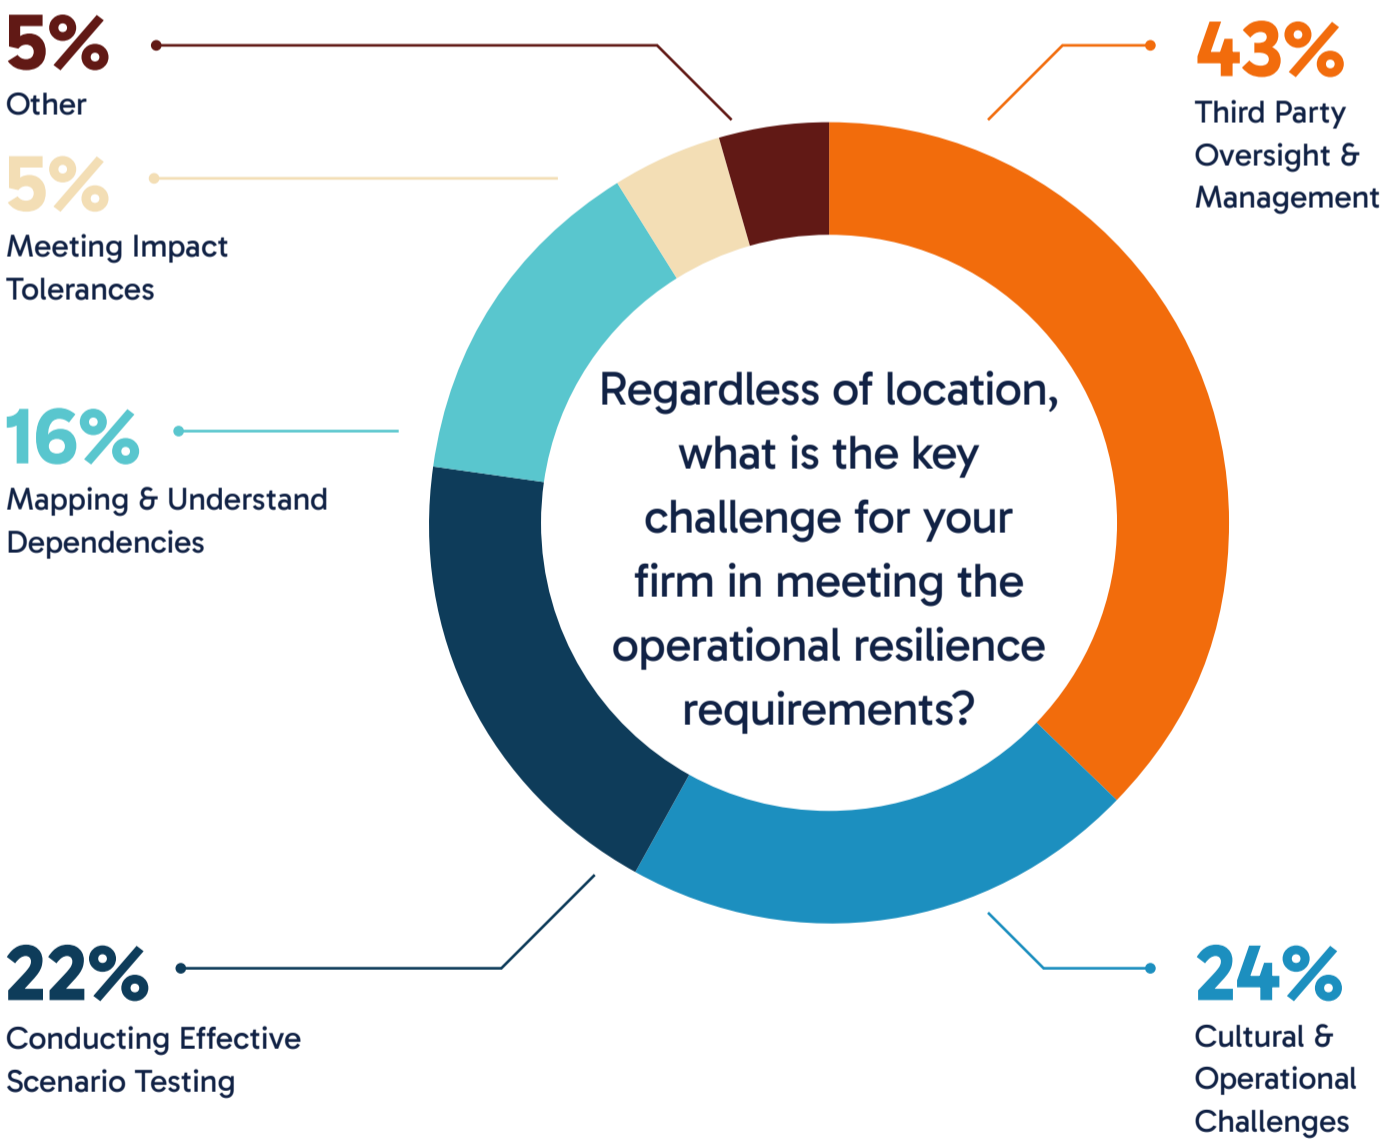 5%
Other
5%
Meeting Impact
Tolerances
16%
Mapping & Understand
Dependencies
22%
Conducting Effective
Scenario Testing
Regardless of location,
what is the key
challenge for your
firm in meeting the
operational resilience
requirements?
43%
Third Party
Oversight &
Management
24%
Cultural &
Operational
Challenges